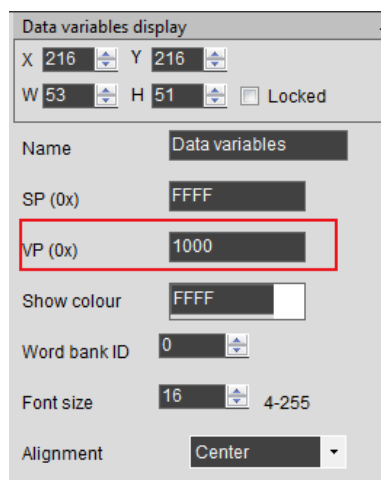 Data variables display
X 216 Y 216
W 53 H 51 Locked
Name Data variables
SP (0x) FFFF
VP (0x) 1000
Show colour FFFF
Word bank ID 0
Font size 16 4-255
Alignment Center